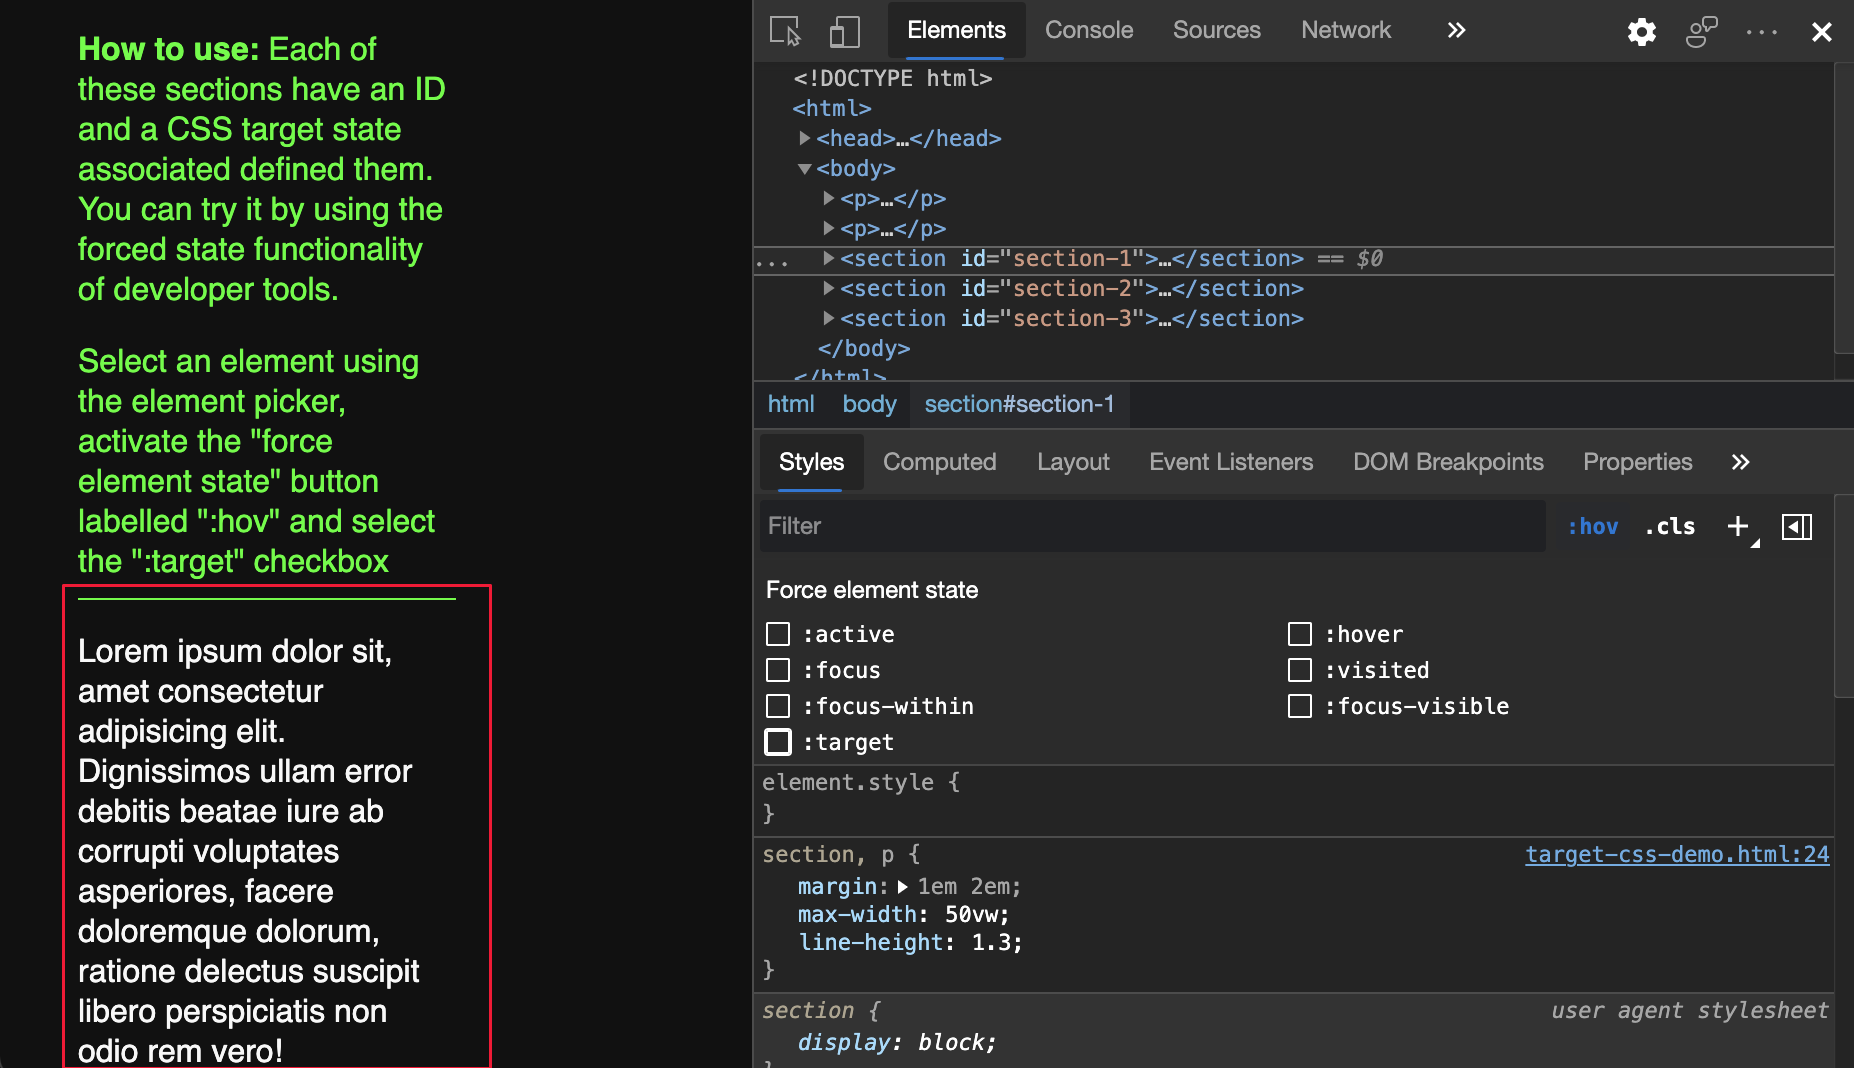 How to use: Each of
these sections have an ID
and a CSS target state
associated defined them.
You can try it by using the
forced state functionality
of developer tools.
Select an element using
the element picker,
activate the "force
element state" button
labelled ":hov" and select
the ":target" checkbox
Lorem ipsum dolor sit,
amet consectetur
adipisicing elit.
Dignissimos ullam error
debitis beatae iure ab
corrupti voluptates
asperiores, facere
doloremque dolorum,
ratione delectus suscipit
libero perspiciatis non
odio rem vero!
Elements Console Sources Network
<!DOCTYPE html>
<html>
<head>…</head>
<body>
<p>…</p>
<p>…</p>
... <section id="section-1">…</section> == $0
<section id="section-2">…</section>
<section id="section-3">…</section>
</body>
</html>
html body section#section-1
Styles Computed Layout Event Listeners DOM Breakpoints Properties
Filter :hov .cls +
Force element state
:active :hover
:focus :visited
:focus-within :focus-visible
:target
element.style {
}
section, p { target-css-demo.html:24
margin: 1em 2em;
max-width: 50vw;
line-height: 1.3;
}
section { user agent stylesheet
display: block;
}